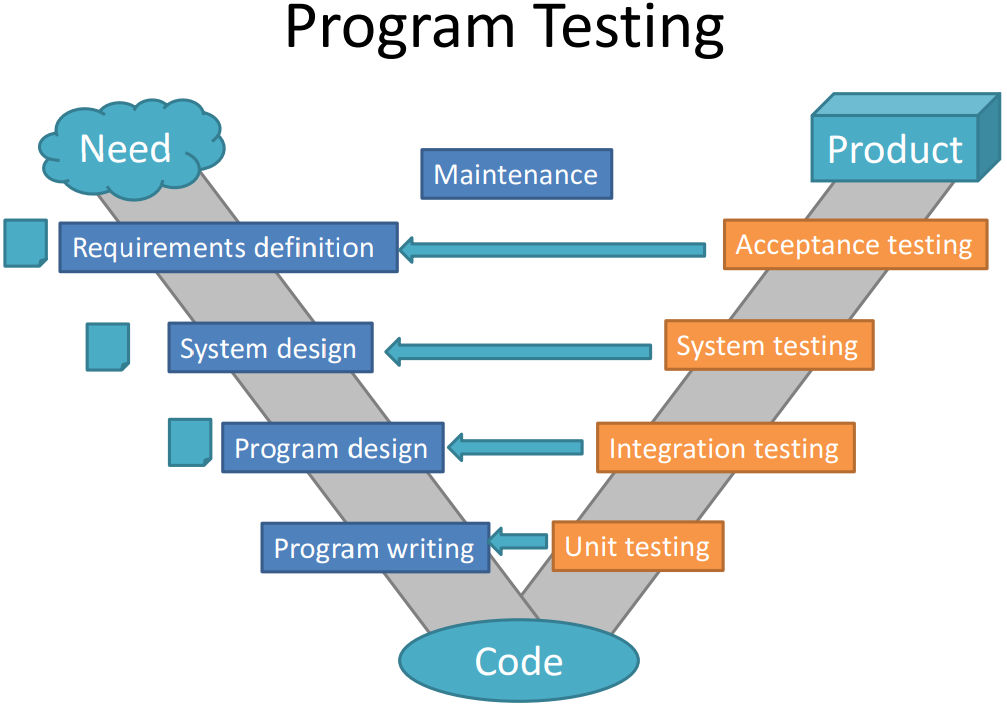 Program Testing
Need
Product
Maintenance
Requirements definition
Acceptance testing
System design
System testing
Program design
Integration testing
Program writing
Unit testing
Code